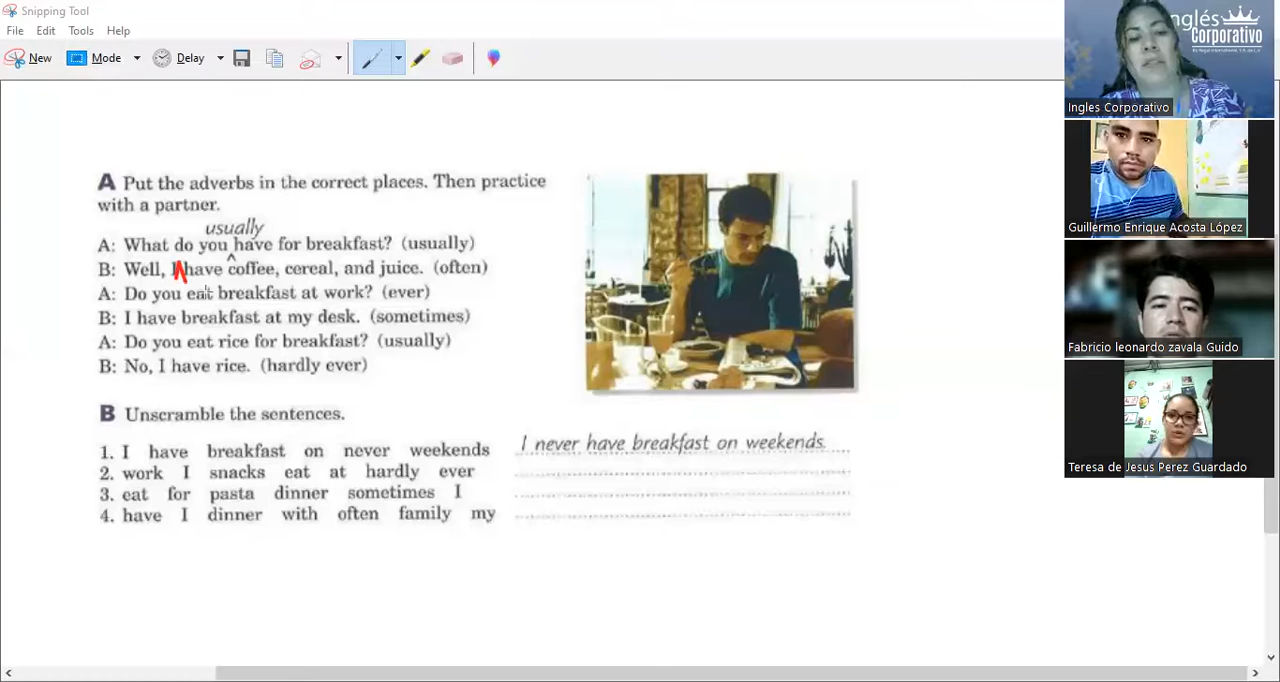 Snipping Tool
File Edit Tools Help
New Mode Delay
A Put the adverbs in the correct places. Then practice
with a partner.
usually
A: What do you have for breakfast? (usually)
B: Well, I have coffee, cereal, and juice. (often)
A: Do you eat breakfast at work? (ever)
B: I have breakfast at my desk. (sometimes)
A: Do you eat rice for breakfast? (usually)
B: No, I have rice. (hardly ever)
B Unscramble the sentences.
1. I have breakfast on never weekends I never have breakfast on weekends.
2. work I snacks eat at hardly ever
3. eat for pasta dinner sometimes I
4. have I dinner with often family my
Inglés
Corporativo
Ingles Corporativo
Guillermo Enrique Acosta López
Fabricio leonardo zavala Guido
Teresa de Jesus Perez Guardado